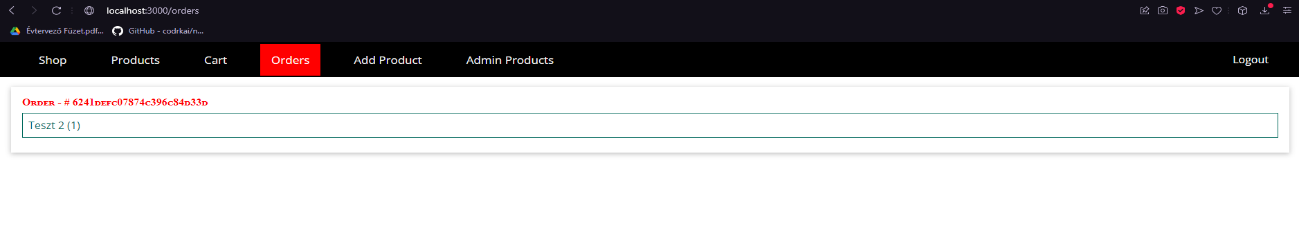 localhost:3000/orders
Évtervező Füzet.pdf... GitHub - codrkai/n...
Shop Products Cart Orders Add Product Admin Products Logout
Order - # 6241defc07874c396c84d33d
Teszt 2 (1)